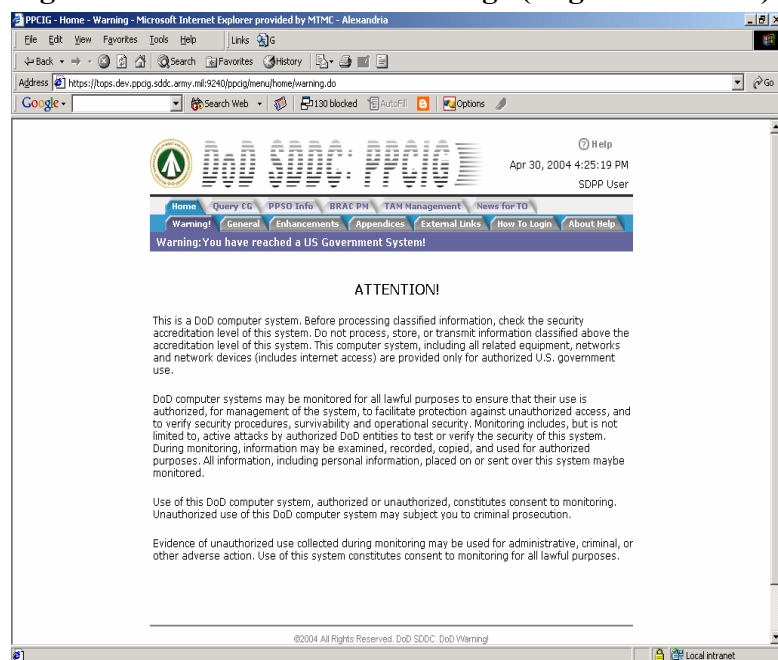 PPCIG - Home - Warning - Microsoft Internet Explorer provided by MTMC - Alexandria
File Edit View Favorites Tools Help Links G
Back Search Favorites History
Address https://tops.dev.ppcig.sddc.army.mil:9240/ppcig/menu/home/warning.do Go
Google Search Web 130 blocked AutoFill Options
DoD SDDC: PPCIG
Help
Apr 30, 2004 4:25:19 PM
SDPP User
Home Query CG PPSO Info BRAC PM TAM Management News for TO
Warning! General Enhancements Appendices External Links How To Login About Help
Warning:You have reached a US Government System!
ATTENTION!
This is a DoD computer system. Before processing classified information, check the security
accreditation level of this system. Do not process, store, or transmit information classified above the
accreditation level of this system. This computer system, including all related equipment, networks
and network devices (includes internet access) are provided only for authorized U.S. government
use.
DoD computer systems may be monitored for all lawful purposes to ensure that their use is
authorized, for management of the system, to facilitate protection against unauthorized access, and
to verify security procedures, survivability and operational security. Monitoring includes, but is not
limited to, active attacks by authorized DoD entities to test or verify the security of this system.
During monitoring, information may be examined, recorded, copied, and used for authorized
purposes. All information, including personal information, placed on or sent over this system maybe
monitored.
Use of this DoD computer system, authorized or unauthorized, constitutes consent to monitoring.
Unauthorized use of this DoD computer system may subject you to criminal prosecution.
Evidence of unauthorized use collected during monitoring may be used for administrative, criminal, or
other adverse action. Use of this system constitutes consent to monitoring for all lawful purposes.
©2004 All Rights Reserved. DoD SDDC. DoD Warning!
Local intranet